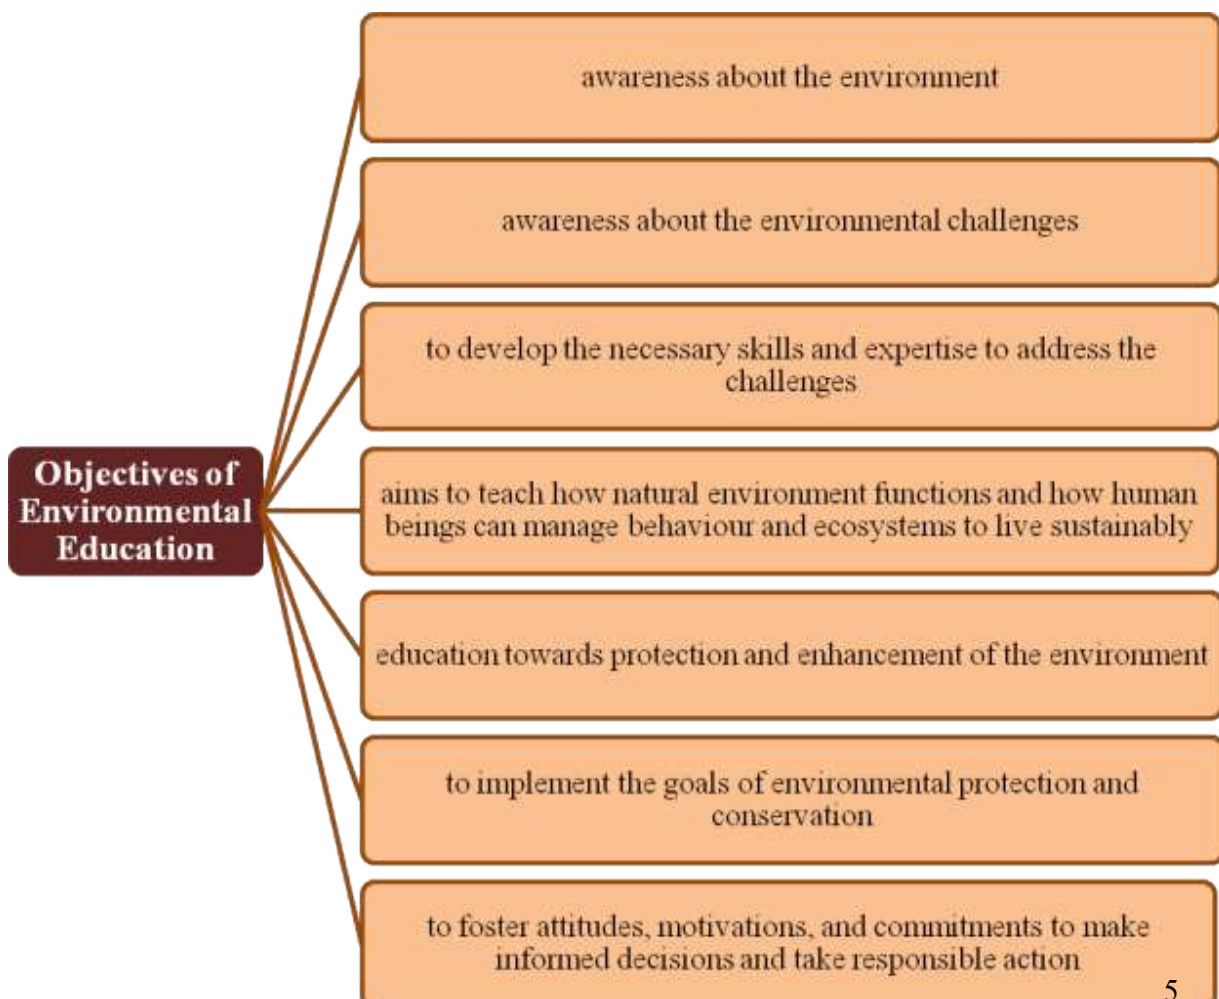 Objectives of
Environmental
Education
awareness about the environment
awareness about the environmental challenges
to develop the necessary skills and expertise to address the
challenges
aims to teach how natural environment functions and how human
beings can manage behaviour and ecosystems to live sustainably
education towards protection and enhancement of the environment
to implement the goals of environmental protection and
conservation
to foster attitudes, motivations, and commitments to make
informed decisions and take responsible action
5